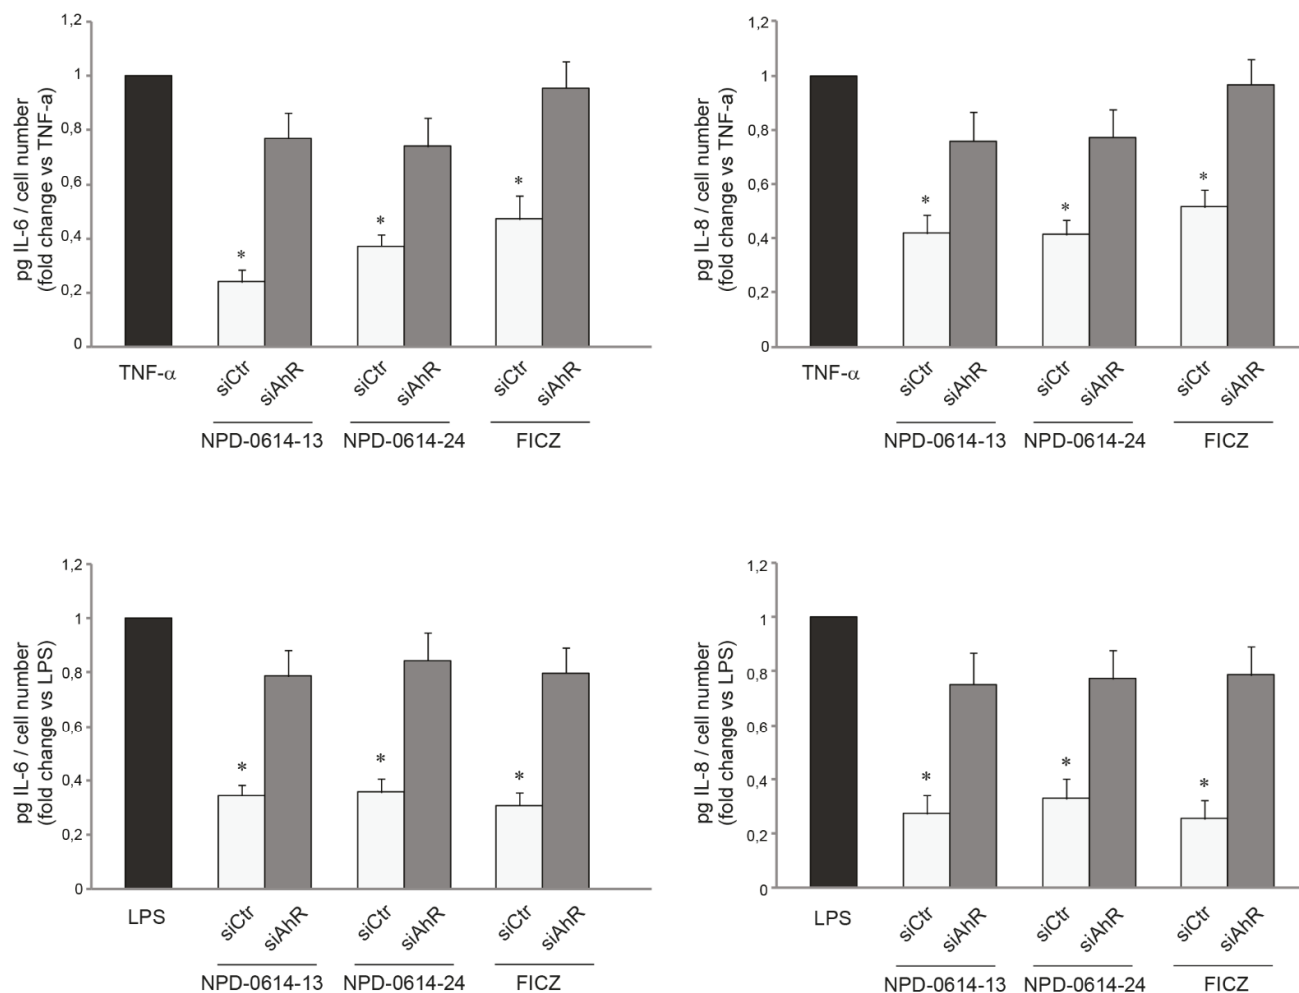 1,2
1
0,8
0,6
0,4
0,2
0
pg IL-6 / cell number
(fold change vs TNF-a)
*
*
*
TNF-α
siCtr
siAhR
siCtr
siAhR
siCtr
siAhR
NPD-0614-13
NPD-0614-24
FICZ
1,2
1
0,8
0,6
0,4
0,2
0
pg IL-8 / cell number
(fold change vs TNF-a)
*
*
*
TNF-α
siCtr
siAhR
siCtr
siAhR
siCtr
siAhR
NPD-0614-13
NPD-0614-24
FICZ
1,2
1
0,8
0,6
0,4
0,2
0
pg IL-6 / cell number
(fold change vs LPS)
*
*
*
LPS
siCtr
siAhR
siCtr
siAhR
siCtr
siAhR
NPD-0614-13
NPD-0614-24
FICZ
1,2
1
0,8
0,6
0,4
0,2
0
pg IL-8 / cell number
(fold change vs LPS)
*
*
*
LPS
siCtr
siAhR
siCtr
siAhR
siCtr
siAhR
NPD-0614-13
NPD-0614-24
FICZ